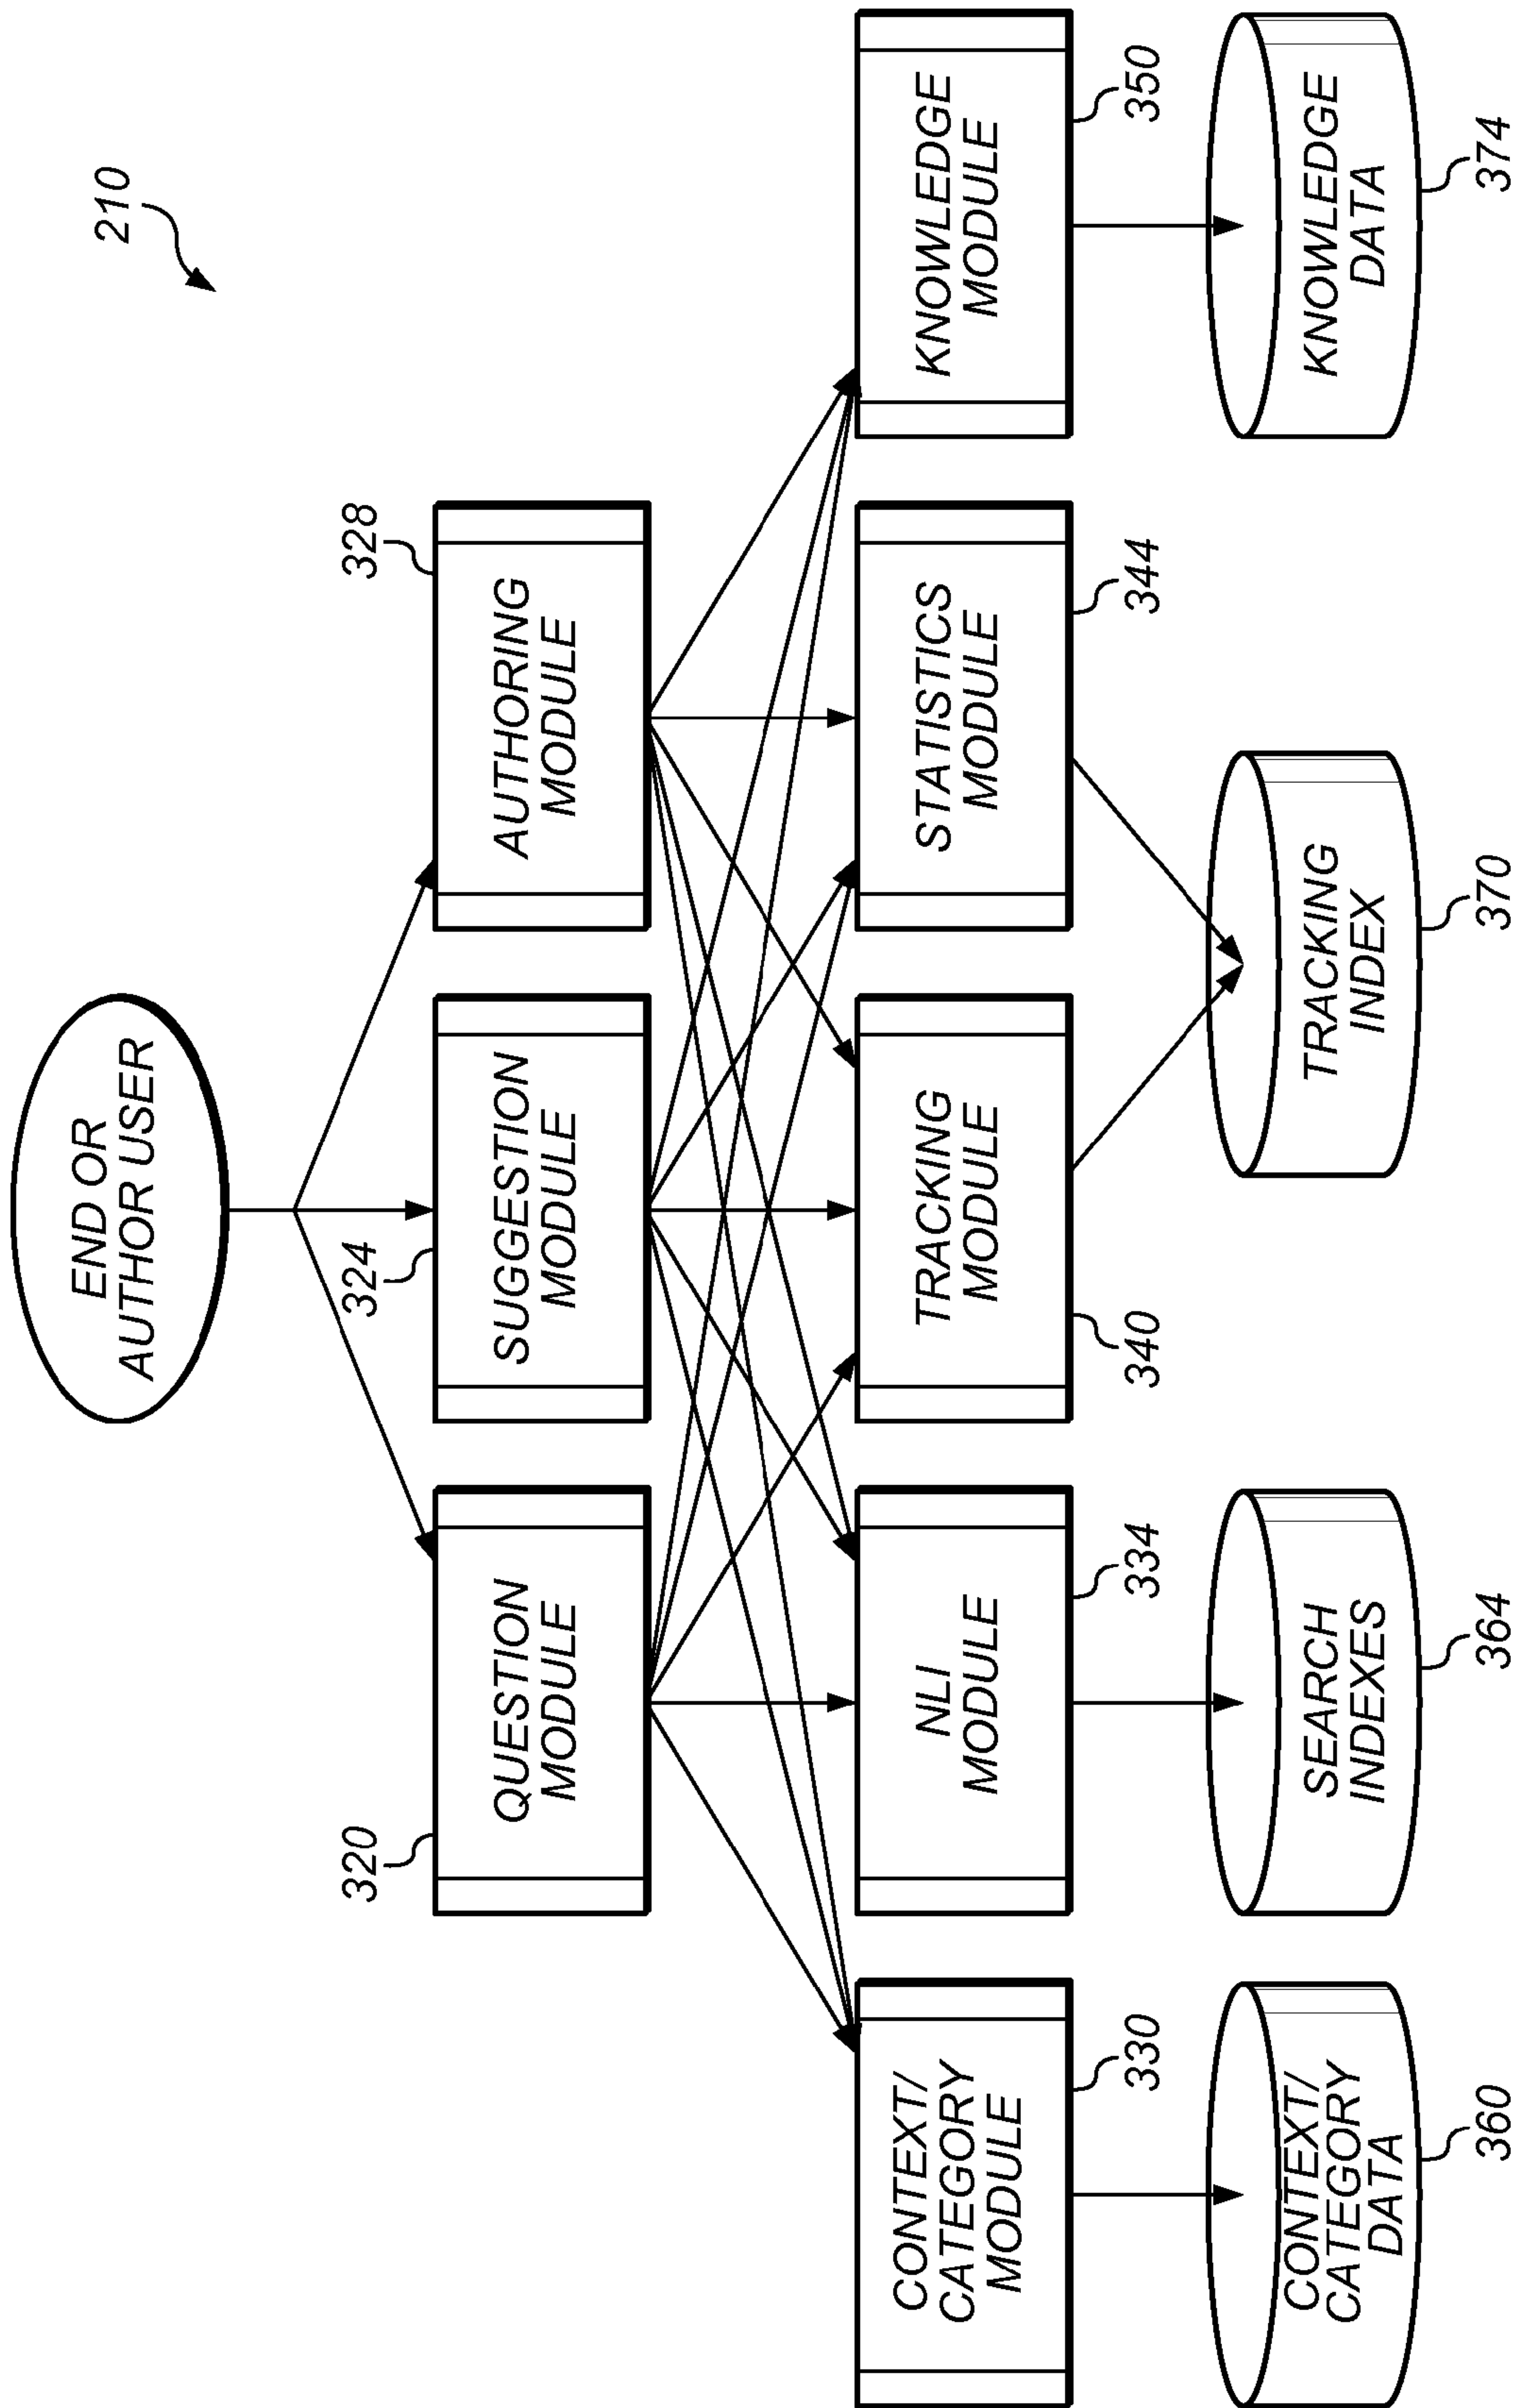 210
END OR
AUTHOR USER
320
QUESTION
MODULE
324
SUGGESTION
MODULE
328
AUTHORING
MODULE
CONTEXT/
CATEGORY
MODULE
330
NLI
MODULE
334
TRACKING
MODULE
340
STATISTICS
MODULE
344
KNOWLEDGE
MODULE
350
CONTEXT/
CATEGORY
DATA
360
SEARCH
INDEXES
364
TRACKING
INDEX
370
KNOWLEDGE
DATA
374